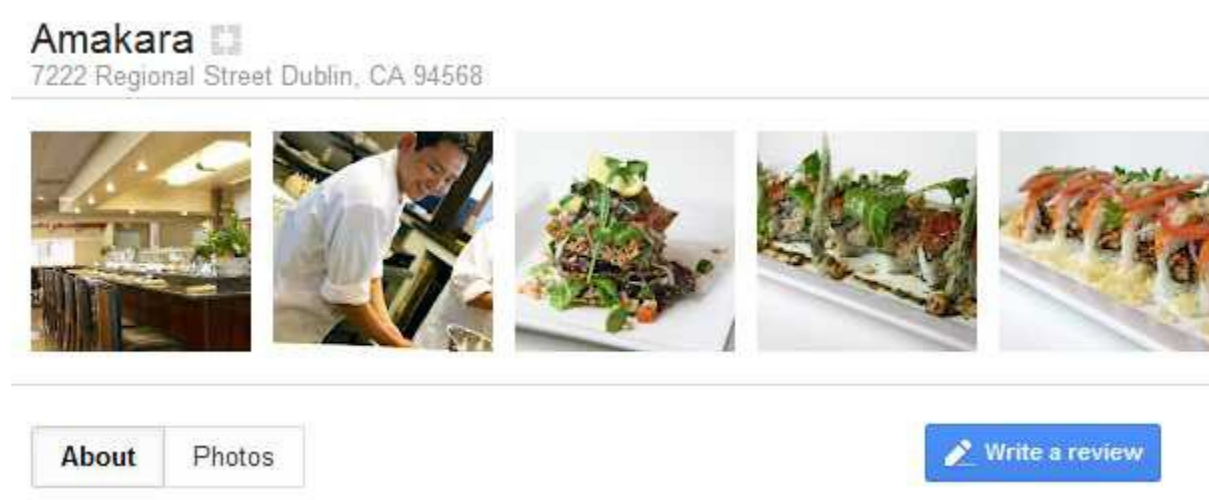 Amakara
7222 Regional Street Dublin, CA 94568
About
Photos
Write a review